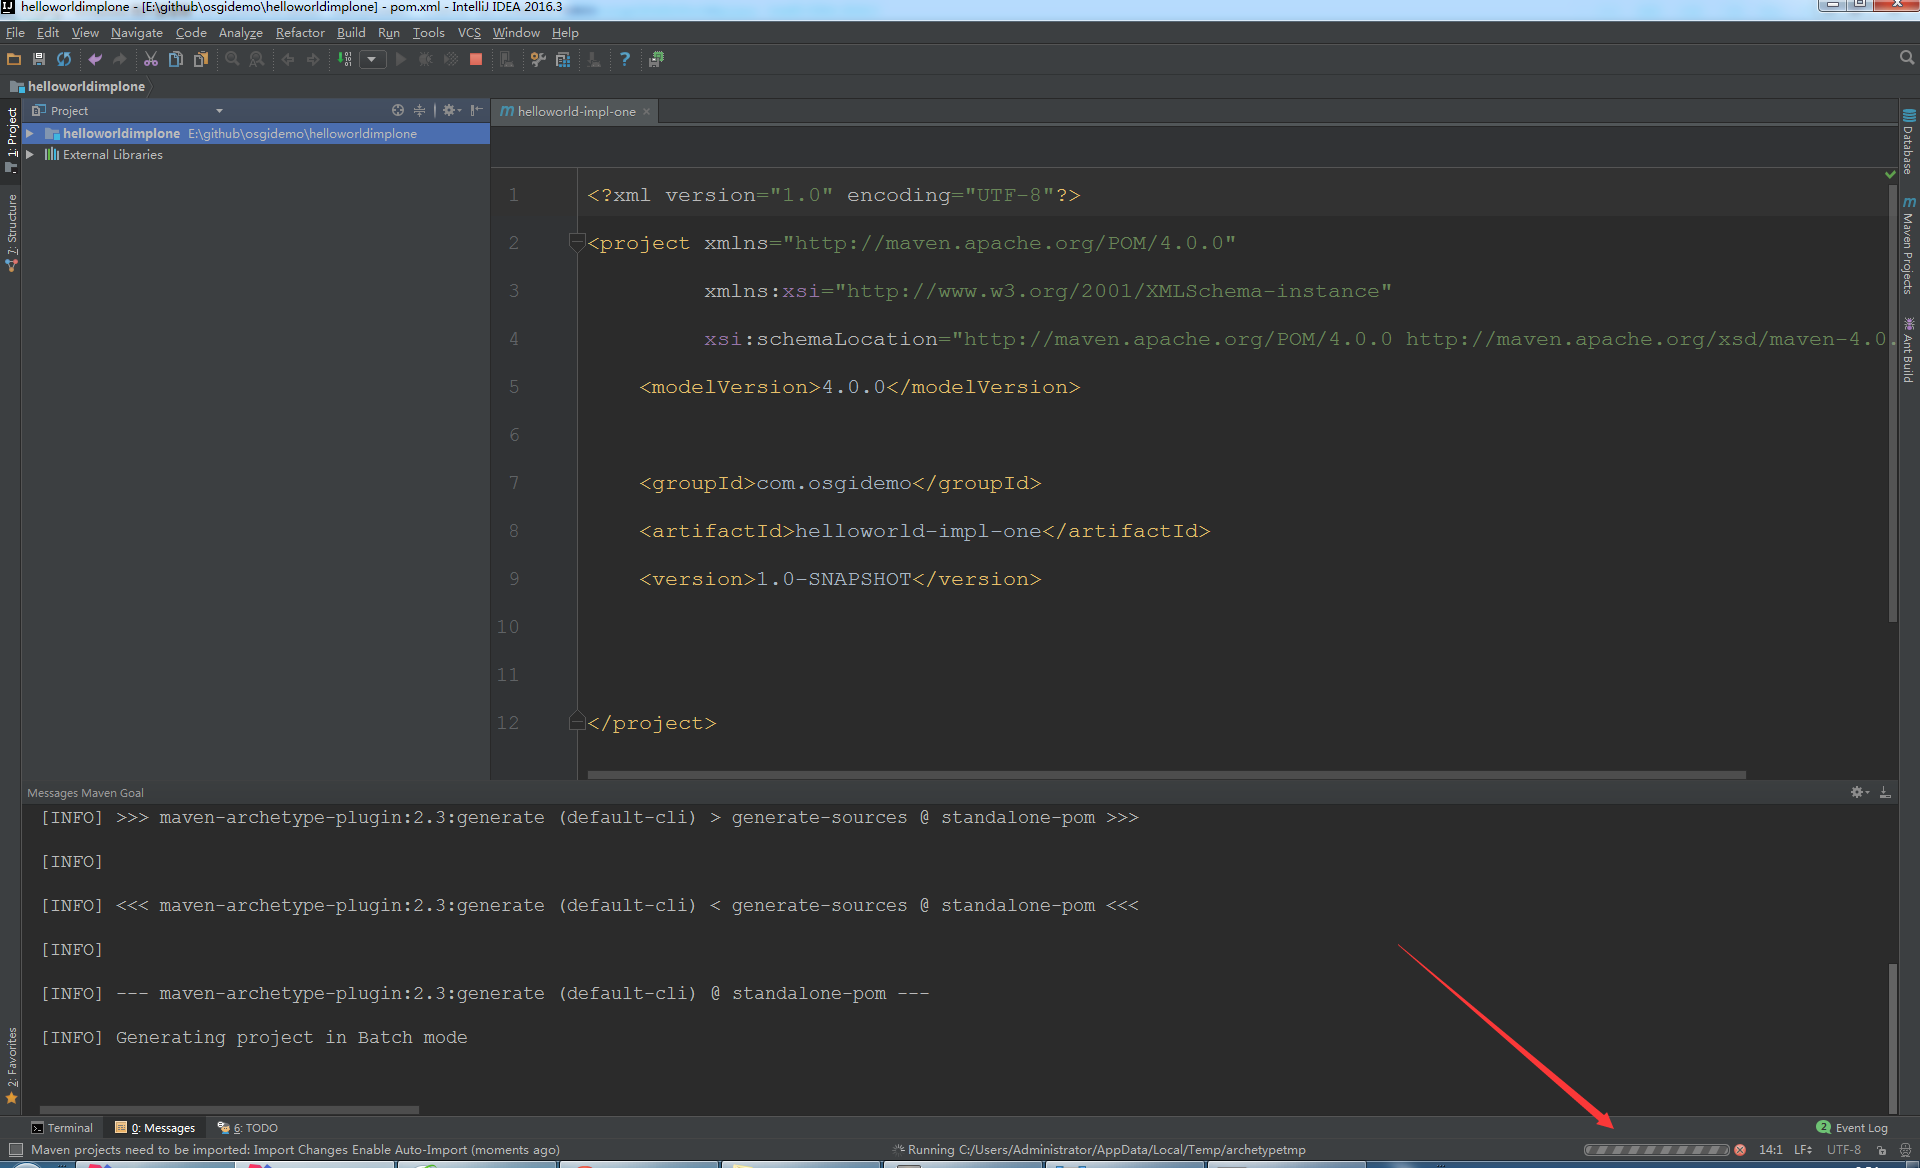 helloworldimplone - [E:\github\osgidemo\helloworldimplone] - pom.xml - IntelliJ IDEA 2016.3
File Edit View Navigate Code Analyze Refactor Build Run Tools VCS Window Help
helloworldimplone
Project
helloworld-impl-one
1: Project
7: Structure
2: Favorites
helloworldimplone E:\github\osgidemo\helloworldimplone
External Libraries
1 <?xml version="1.0" encoding="UTF-8"?>
2 <project xmlns="http://maven.apache.org/POM/4.0.0"
3 xmlns:xsi="http://www.w3.org/2001/XMLSchema-instance"
4 xsi:schemaLocation="http://maven.apache.org/POM/4.0.0 http://maven.apache.org/xsd/maven-4.0.
5 <modelVersion>4.0.0</modelVersion>
6
7 <groupId>com.osgidemo</groupId>
8 <artifactId>helloworld-impl-one</artifactId>
9 <version>1.0-SNAPSHOT</version>
10
11
12 </project>
Database
Maven Projects
Ant Build
Messages Maven Goal
[INFO] >>> maven-archetype-plugin:2.3:generate (default-cli) > generate-sources @ standalone-pom >>>
[INFO]
[INFO] <<< maven-archetype-plugin:2.3:generate (default-cli) < generate-sources @ standalone-pom <<<
[INFO]
[INFO] --- maven-archetype-plugin:2.3:generate (default-cli) @ standalone-pom ---
[INFO] Generating project in Batch mode
Terminal 0: Messages 6: TODO 2 Event Log
Maven projects need to be imported: Import Changes Enable Auto-Import (moments ago) Running C:/Users/Administrator/AppData/Local/Temp/archetypetmp 14:1 LF UTF-8